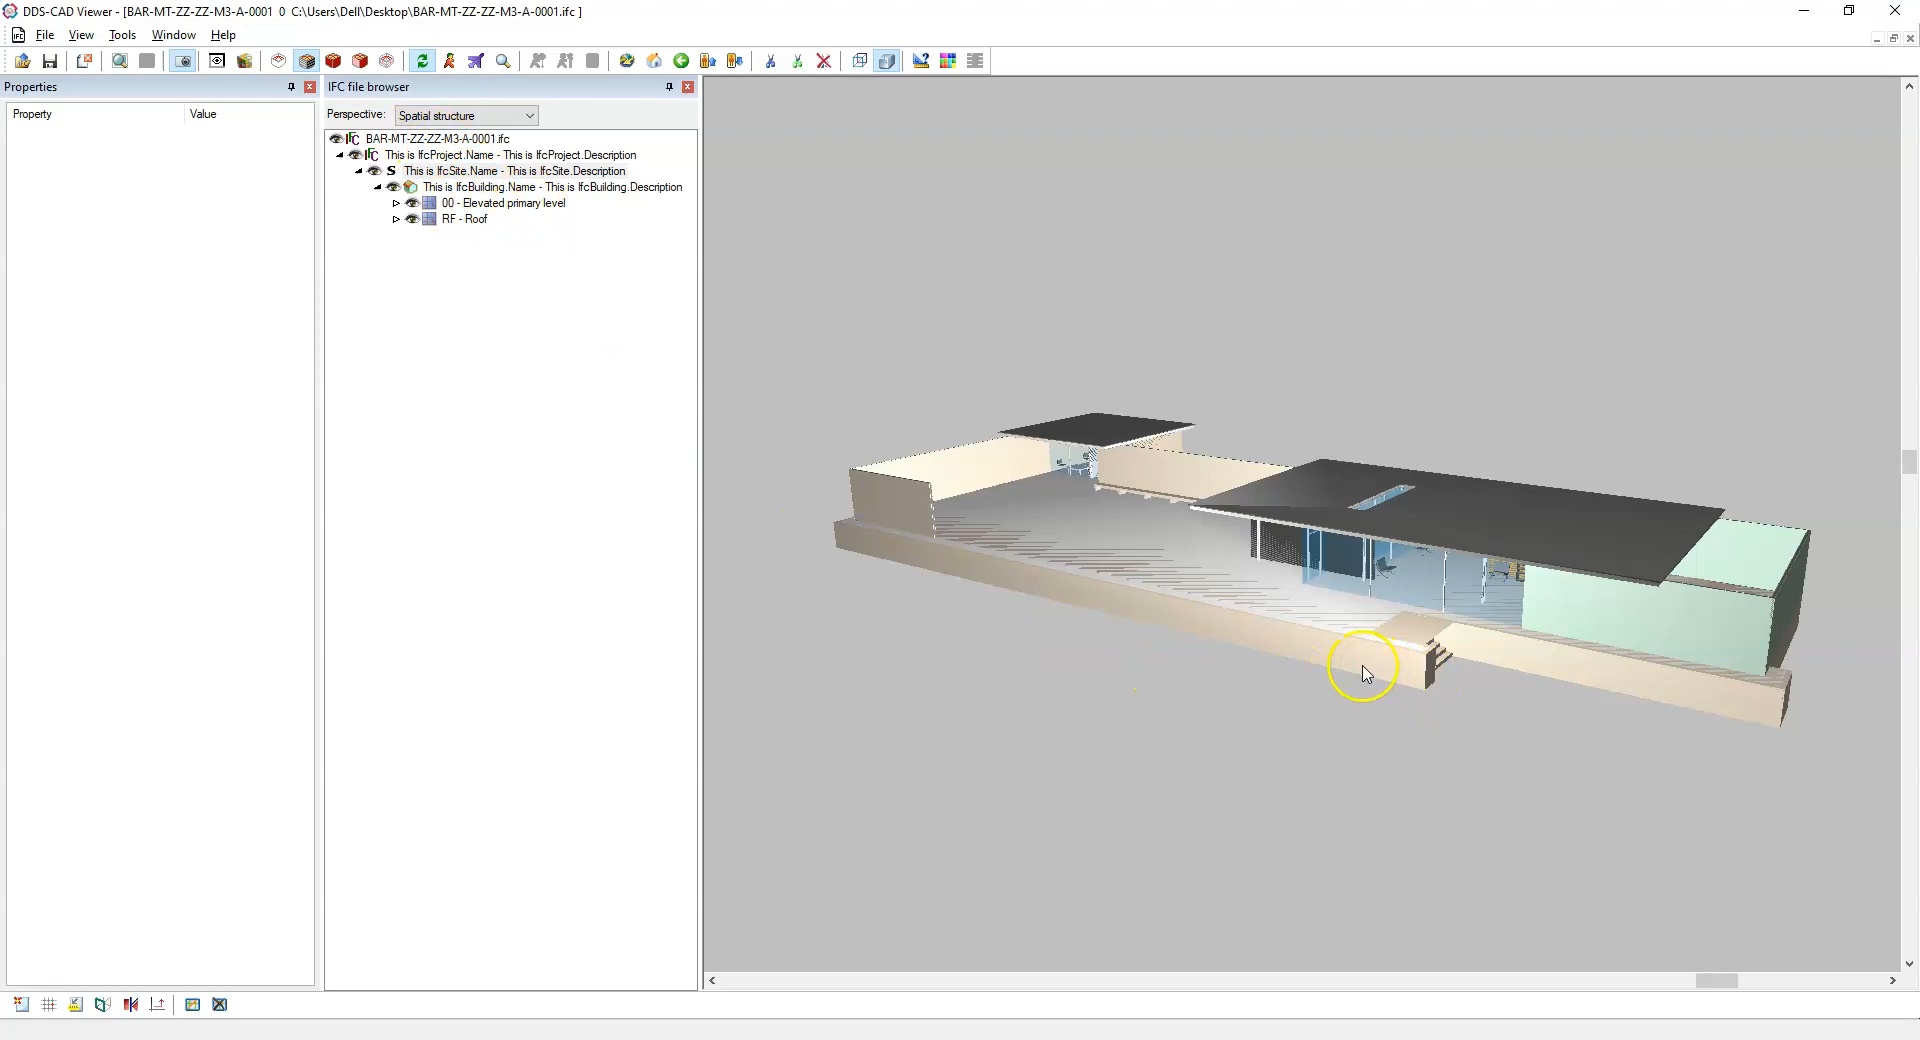 DDS-CAD Viewer - [BAR-MT-ZZ-ZZ-M3-A-0001  0  C:\Users\Dell\Desktop\BAR-MT-ZZ-ZZ-M3-A-0001.ifc ]
IFC File View Tools Window Help
Properties
IFC file browser
Property Value
Perspective: Spatial structure
BAR-MT-ZZ-ZZ-M3-A-0001.ifc
This is IfcProject.Name - This is IfcProject.Description
S This is IfcSite.Name - This is IfcSite.Description
This is IfcBuilding.Name - This is IfcBuilding.Description
00 - Elevated primary level
RF - Roof